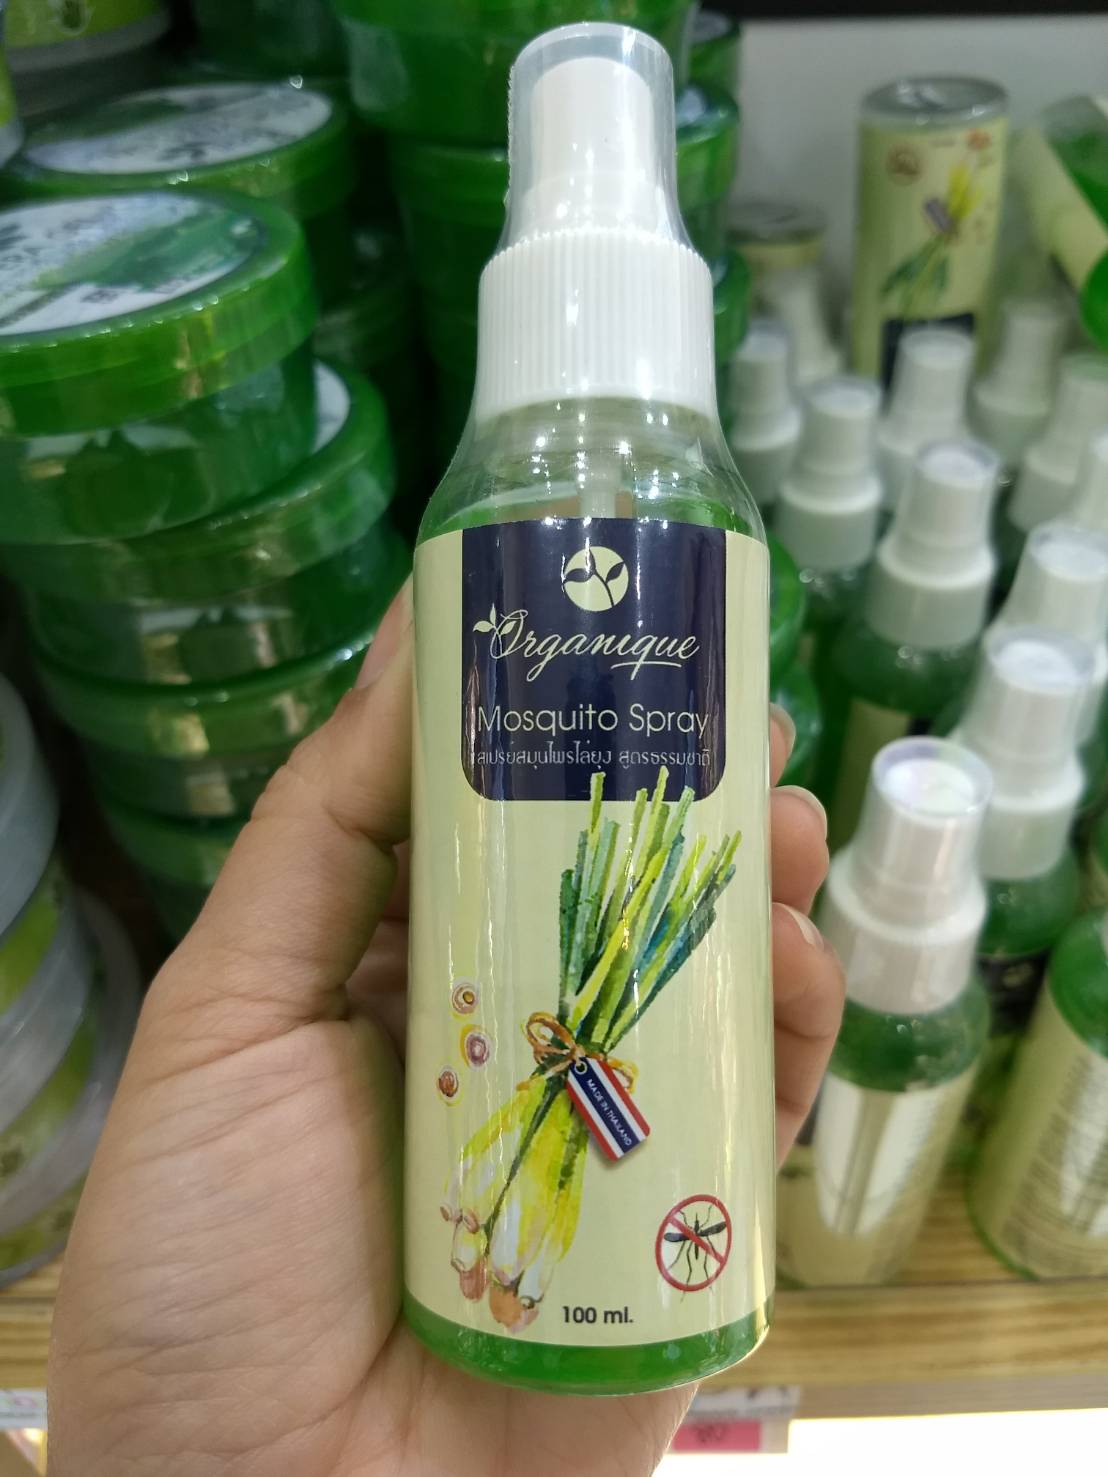 Organique
Mosquito Spray
สเปรย์สมุนไพรไล่ยุง สูตรธรรมชาติ
MADE IN THAILAND
100 ml.